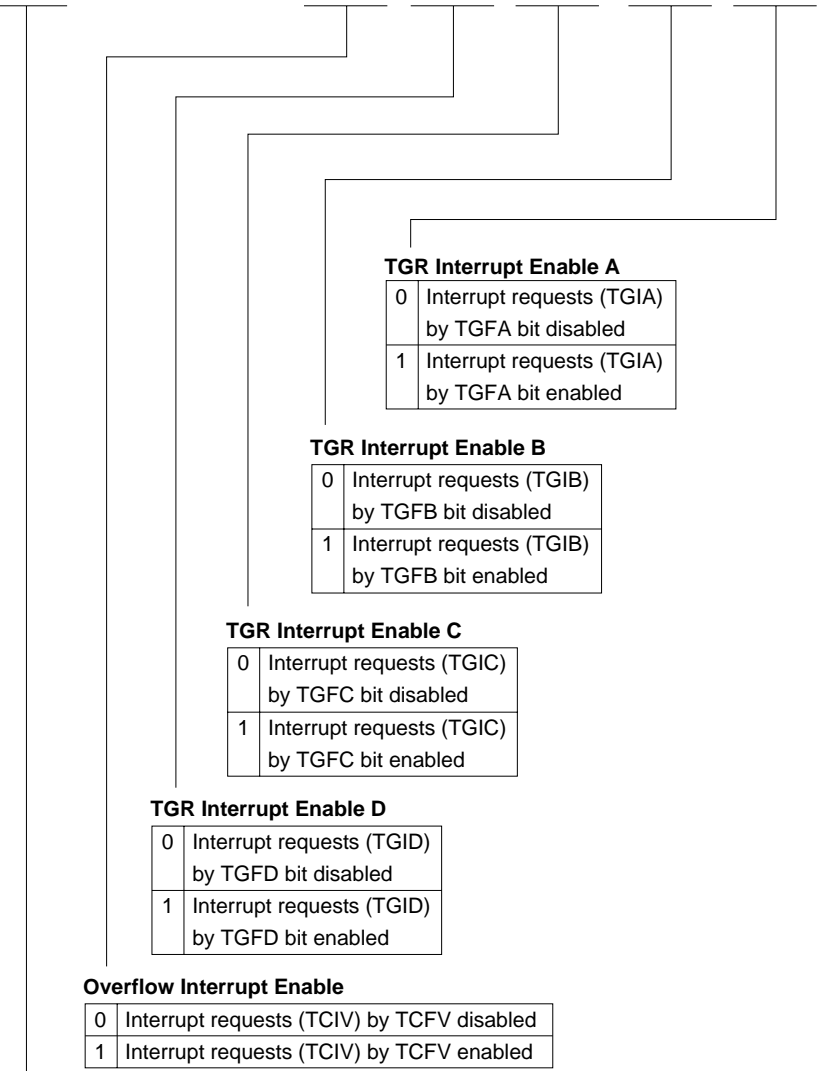 TGR Interrupt Enable A
0 Interrupt requests (TGIA)
by TGFA bit disabled
1 Interrupt requests (TGIA)
by TGFA bit enabled
TGR Interrupt Enable B
0 Interrupt requests (TGIB)
by TGFB bit disabled
1 Interrupt requests (TGIB)
by TGFB bit enabled
TGR Interrupt Enable C
0 Interrupt requests (TGIC)
by TGFC bit disabled
1 Interrupt requests (TGIC)
by TGFC bit enabled
TGR Interrupt Enable D
0 Interrupt requests (TGID)
by TGFD bit disabled
1 Interrupt requests (TGID)
by TGFD bit enabled
Overflow Interrupt Enable
0 Interrupt requests (TCIV) by TCFV disabled
1 Interrupt requests (TCIV) by TCFV enabled